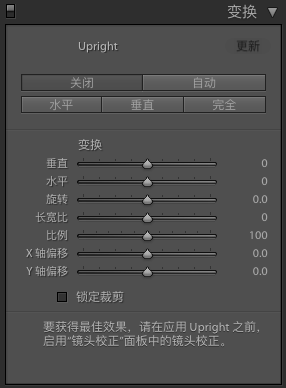 变换
Upright 更新
关闭 自动
水平 垂直 完全
变换
垂直 0
水平 0
旋转 0.0
长宽比 0
比例 100
X 轴偏移 0.0
Y 轴偏移 0.0
锁定裁剪
要获得最佳效果，请在应用 Upright 之前，
启用“镜头校正”面板中的镜头校正。